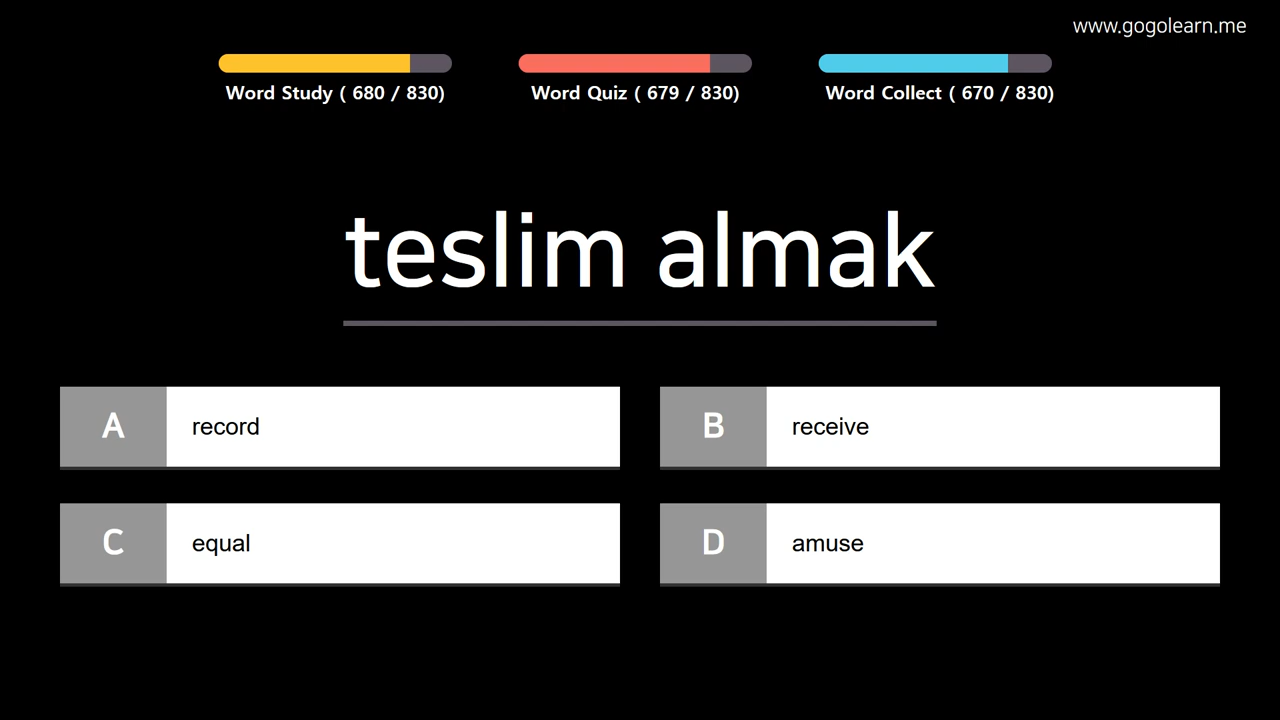 www.gogolearn.me
Word Study ( 680 / 830)
Word Quiz ( 679 / 830)
Word Collect ( 670 / 830)
teslim almak
A record
B receive
C equal
D amuse